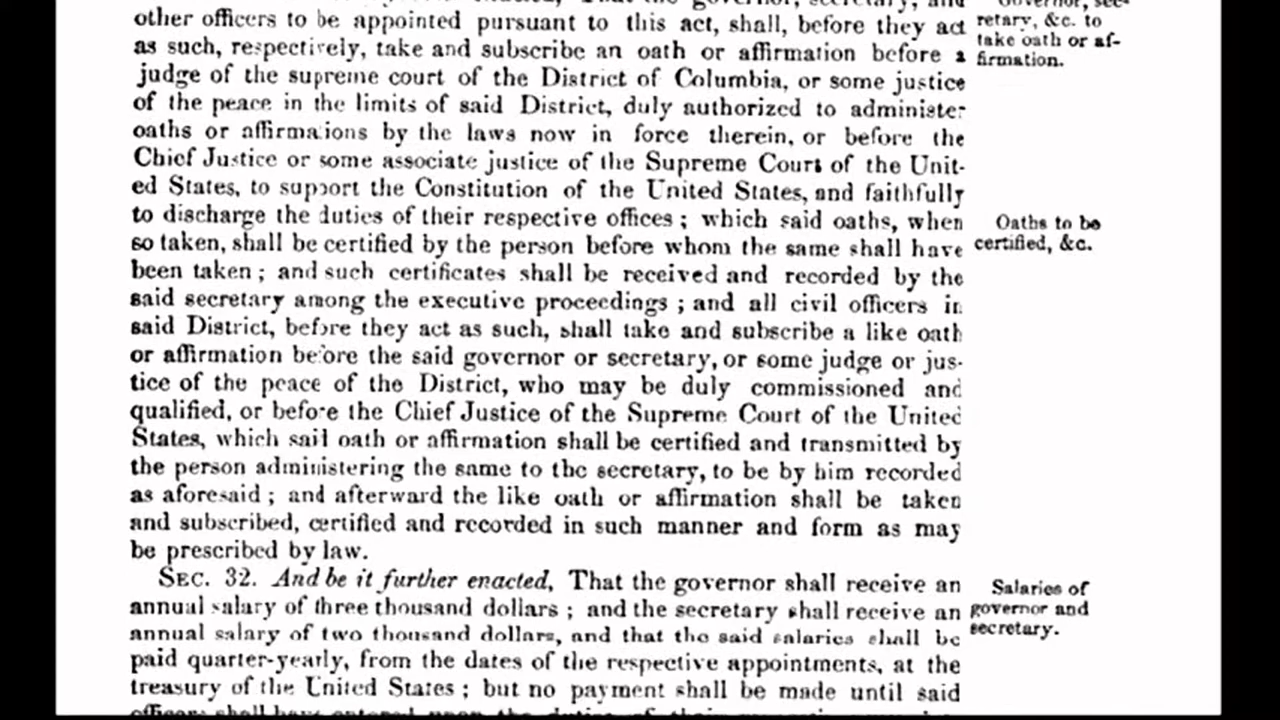 other officers to be appointed pursuant to this act, shall, before they act
as such, respectively, take and subscribe an oath or affirmation before a
judge of the supreme court of the District of Columbia, or some justice
of the peace in the limits of said District, duly authorized to administer
oaths or affirmations by the laws now in force therein, or before the
Chief Justice or some associate justice of the Supreme Court of the Unit-
ed States, to support the Constitution of the United States, and faithfully
to discharge the duties of their respective offices; which said oaths, when
so taken, shall be certified by the person before whom the same shall have
been taken; and such certificates shall be received and recorded by the
said secretary among the executive proceedings; and all civil officers in
said District, before they act as such, shall take and subscribe a like oath
or affirmation before the said governor or secretary, or some judge or jus-
tice of the peace of the District, who may be duly commissioned and
qualified, or before the Chief Justice of the Supreme Court of the United
States, which said oath or affirmation shall be certified and transmitted by
the person administering the same to the secretary, to be by him recorded
as aforesaid; and afterward the like oath or affirmation shall be taken
and subscribed, certified and recorded in such manner and form as may
be prescribed by law.
SEC. 32. And be it further enacted, That the governor shall receive an
annual salary of three thousand dollars; and the secretary shall receive an
annual salary of two thousand dollars, and that the said salaries shall be
paid quarter-yearly, from the dates of the respective appointments, at the
treasury of the United States; but no payment shall be made until said
Governor, sec-
retary, &c. to
take oath or af-
firmation.
Oaths to be
certified, &c.
Salaries of
governor and
secretary.